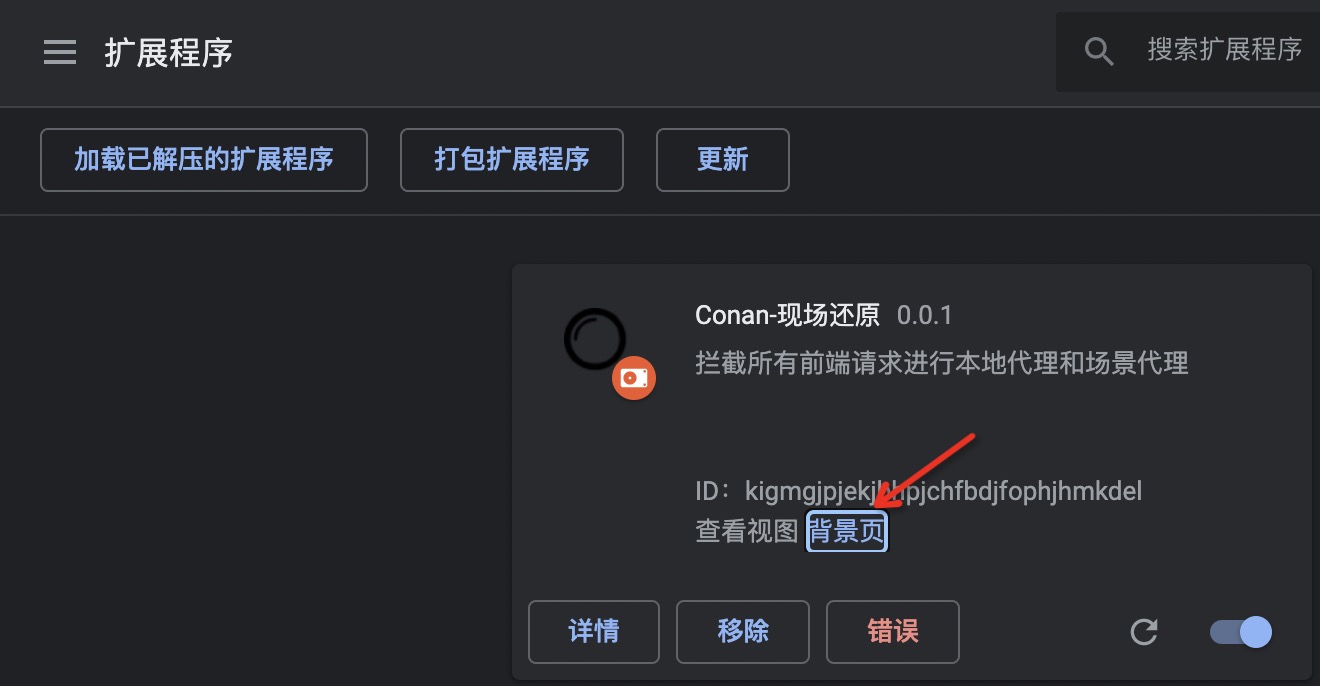 扩展程序
搜索扩展程序
加载已解压的扩展程序 打包扩展程序 更新
Conan-现场还原 0.0.1
拦截所有前端请求进行本地代理和场景代理
ID：
查看视图 背景页
详情 移除 错误